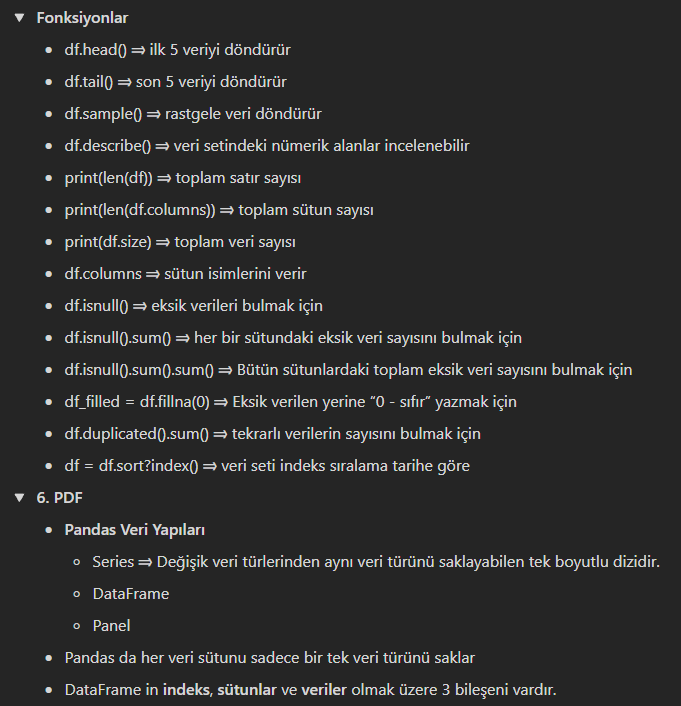 Fonksiyonlar
df.head() ⇒ ilk 5 veriyi döndürür
df.tail() ⇒ son 5 veriyi döndürür
df.sample() ⇒ rastgele veri döndürür
df.describe() ⇒ veri setindeki nümerik alanlar incelenebilir
print(len(df)) ⇒ toplam satır sayısı
print(len(df.columns)) ⇒ toplam sütun sayısı
print(df.size) ⇒ toplam veri sayısı
df.columns ⇒ sütun isimlerini verir
df.isnull() ⇒ eksik verileri bulmak için
df.isnull().sum() ⇒ her bir sütundaki eksik veri sayısını bulmak için
df.isnull().sum().sum() ⇒ Bütün sütunlardaki toplam eksik veri sayısını bulmak için
df_filled = df.fillna(0) ⇒ Eksik verilen yerine “0 - sıfır” yazmak için
df.duplicated().sum() ⇒ tekrarlı verilerin sayısını bulmak için
df = df.sort?index() ⇒ veri seti indeks sıralama tarihe göre
6. PDF
Pandas Veri Yapıları
Series ⇒ Değişik veri türlerinden aynı veri türünü saklayabilen tek boyutlu dizidir.
DataFrame
Panel
Pandas da her veri sütunu sadece bir tek veri türünü saklar
DataFrame in indeks, sütunlar ve veriler olmak üzere 3 bileşeni vardır.